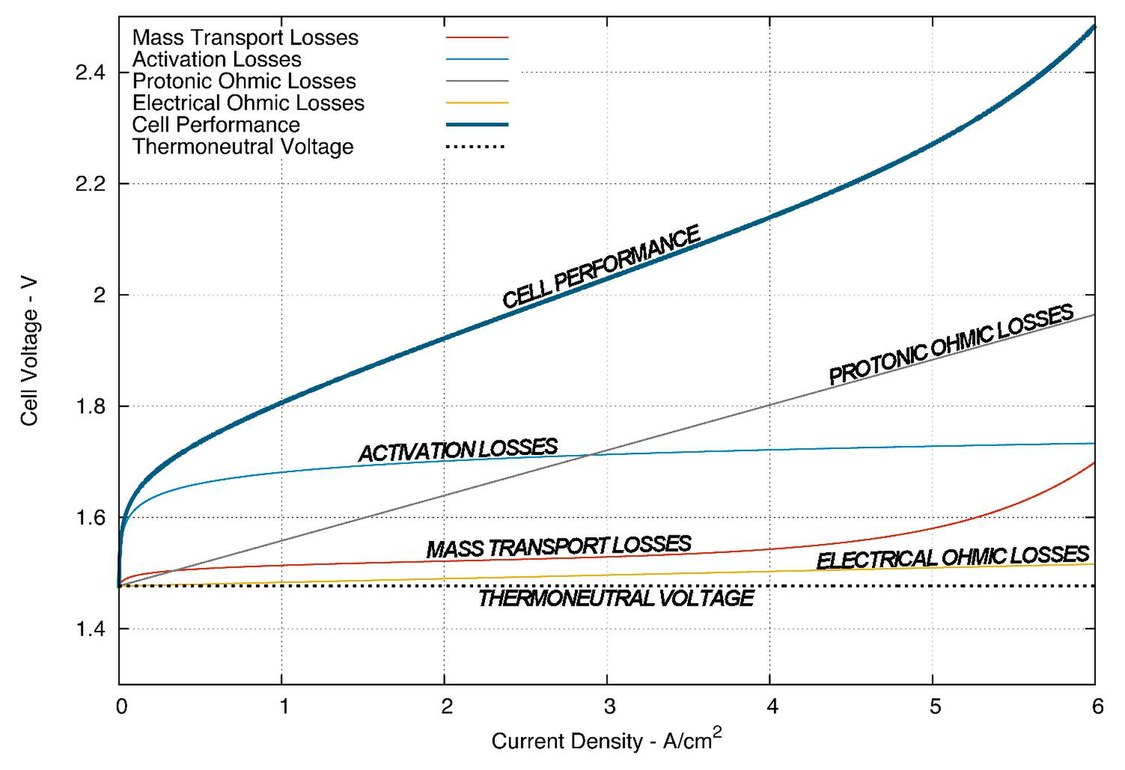 Mass Transport Losses
Activation Losses
Protonic Ohmic Losses
Electrical Ohmic Losses
Cell Performance
Thermoneutral Voltage
2.4
2.2
2
1.8
1.6
1.4
Cell Voltage - V
CELL PERFORMANCE
PROTONIC OHMIC LOSSES
ACTIVATION LOSSES
MASS TRANSPORT LOSSES
ELECTRICAL OHMIC LOSSES
THERMONEUTRAL VOLTAGE
0 1 2 3 4 5 6
Current Density - A/cm²